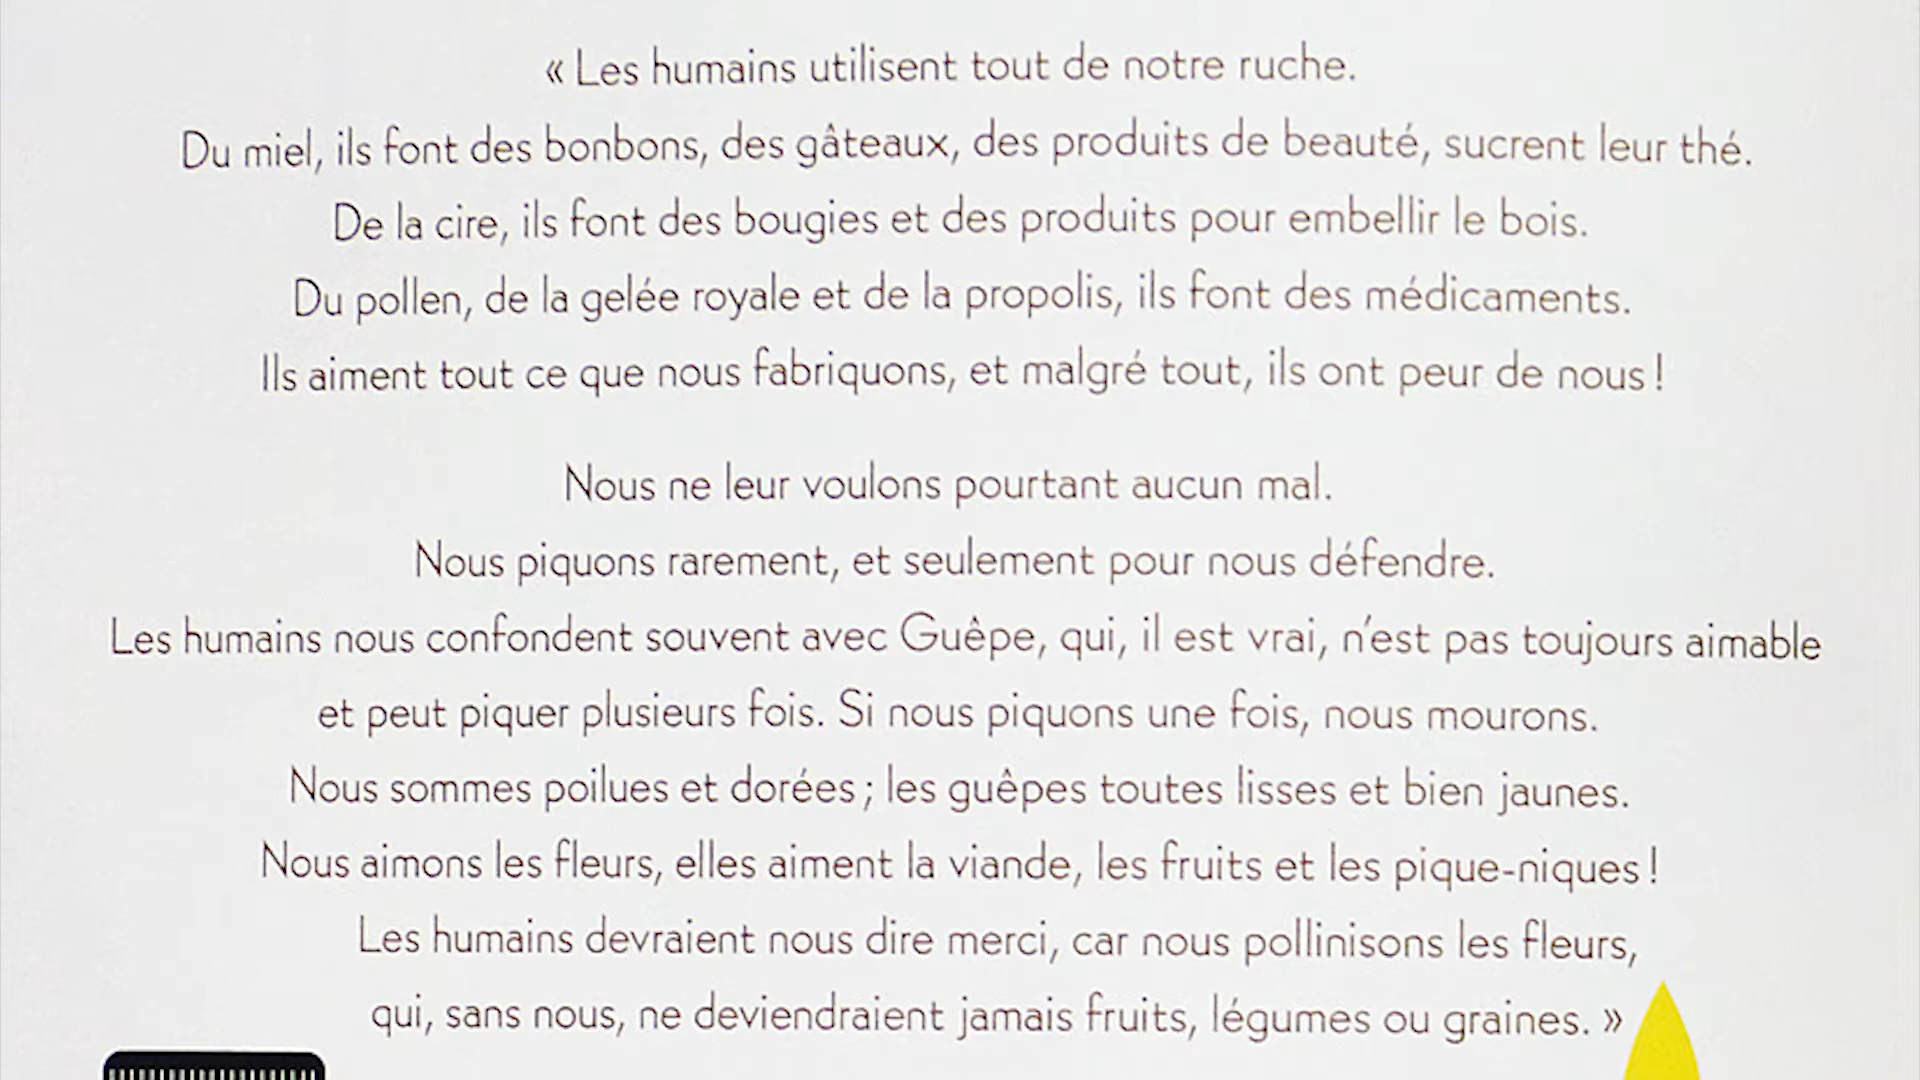 « Les humains utilisent tout de notre ruche.
Du miel, ils font des bonbons, des gâteaux, des produits de beauté, sucrent leur thé.
De la cire, ils font des bougies et des produits pour embellir le bois.
Du pollen, de la gelée royale et de la propolis, ils font des médicaments.
Ils aiment tout ce que nous fabriquons, et malgré tout, ils ont peur de nous !
Nous ne leur voulons pourtant aucun mal.
Nous piquons rarement, et seulement pour nous défendre.
Les humains nous confondent souvent avec Guêpe, qui, il est vrai, n'est pas toujours aimable
et peut piquer plusieurs fois. Si nous piquons une fois, nous mourons.
Nous sommes poilues et dorées ; les guêpes toutes lisses et bien jaunes.
Nous aimons les fleurs, elles aiment la viande, les fruits et les pique-niques !
Les humains devraient nous dire merci, car nous pollinisons les fleurs,
qui, sans nous, ne deviendraient jamais fruits, légumes ou graines. »